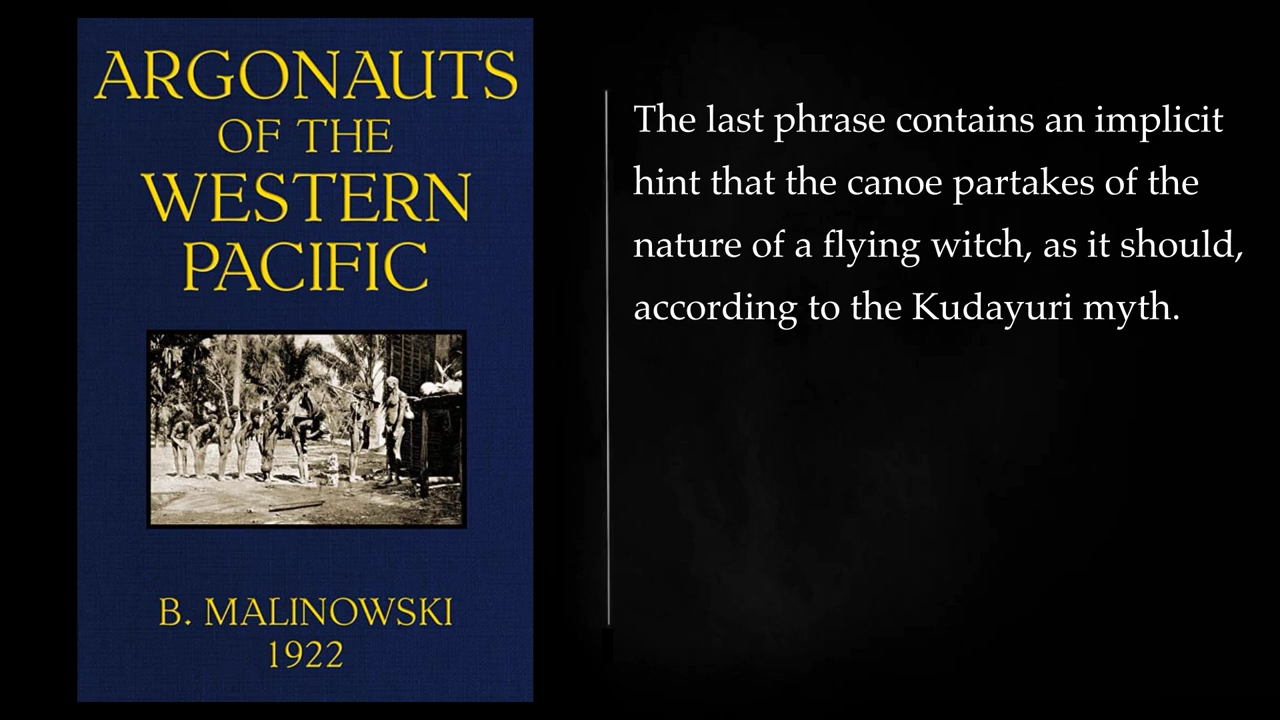 ARGONAUTS
OF THE
WESTERN
PACIFIC
B. MALINOWSKI
1922
The last phrase contains an implicit
hint that the canoe partakes of the
nature of a flying witch, as it should,
according to the Kudayuri myth.